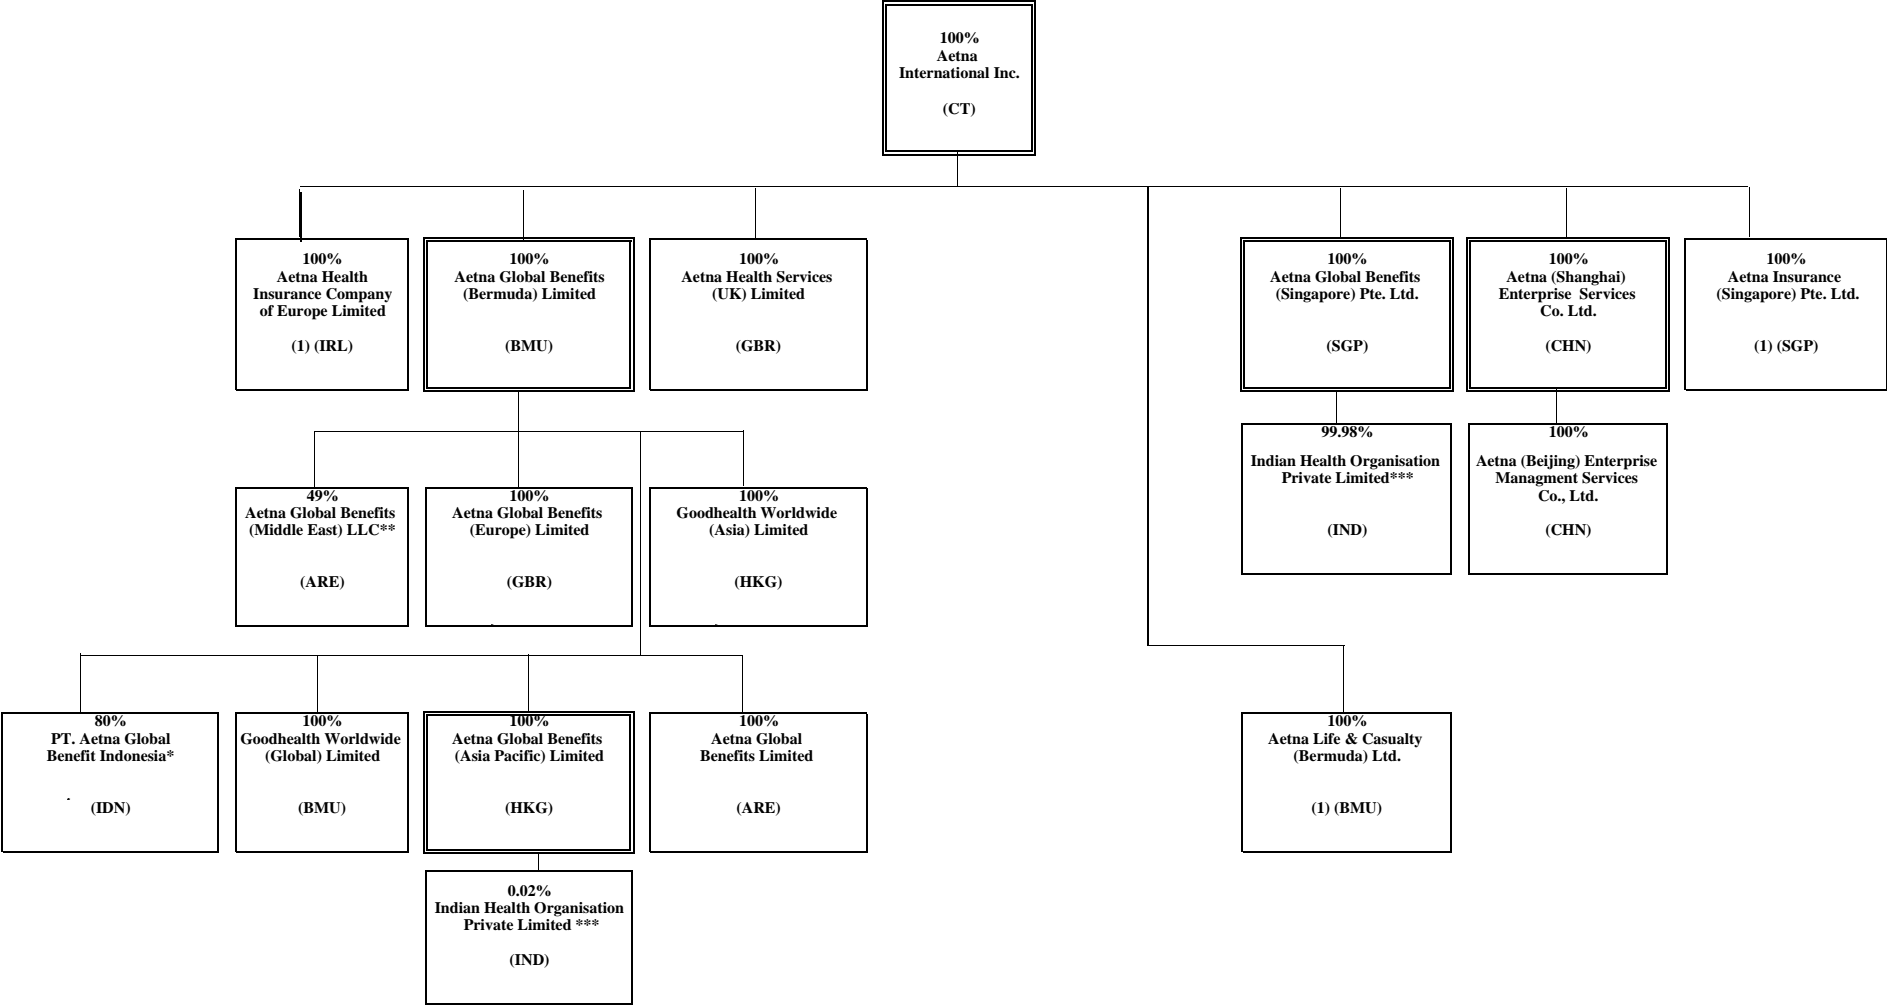 100%
Aetna
International Inc.
(CT)
100%
Aetna Health
Insurance Company
of Europe Limited
(1) (IRL)
100%
Aetna Global Benefits
(Bermuda) Limited
(BMU)
100%
Aetna Health Services
(UK) Limited
(GBR)
100%
Aetna Global Benefits
(Singapore) Pte. Ltd.
(SGP)
100%
Aetna (Shanghai)
Enterprise Services
Co. Ltd.
(CHN)
100%
Aetna Insurance
(Singapore) Pte. Ltd.
(1) (SGP)
99.98%
Indian Health Organisation
Private Limited***
(IND)
100%
Aetna (Beijing) Enterprise
Managment Services
Co., Ltd.
(CHN)
49%
Aetna Global Benefits
(Middle East) LLC**
(ARE)
100%
Aetna Global Benefits
(Europe) Limited
(GBR)
100%
Goodhealth Worldwide
(Asia) Limited
(HKG)
80%
PT. Aetna Global
Benefit Indonesia*
(IDN)
100%
Goodhealth Worldwide
(Global) Limited
(BMU)
100%
Aetna Global Benefits
(Asia Pacific) Limited
(HKG)
100%
Aetna Global
Benefits Limited
(ARE)
100%
Aetna Life & Casualty
(Bermuda) Ltd.
(1) (BMU)
0.02%
Indian Health Organisation
Private Limited ***
(IND)